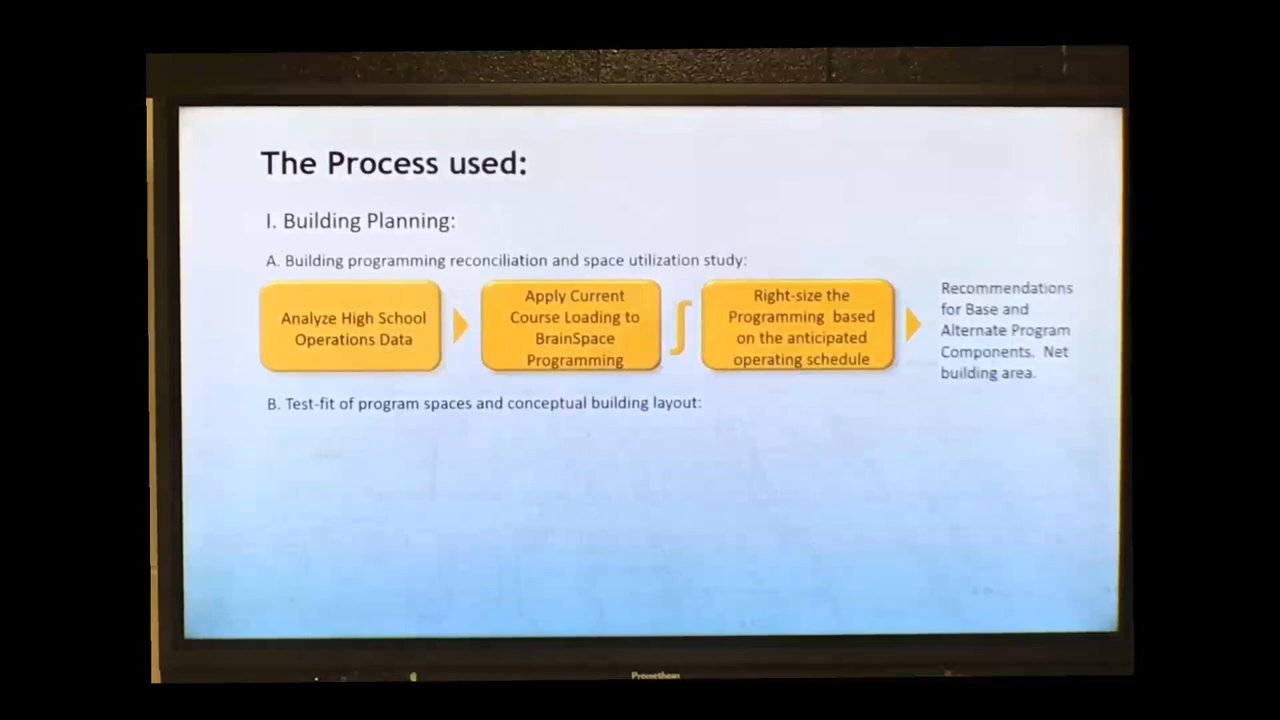 The Process used:
I. Building Planning:
A. Building programming reconciliation and space utilization study:
Analyze High School
Operations Data
Apply Current
Course Loading to
BrainSpace
Programming
Right-size the
Programming based
on the anticipated
operating schedule
Recommendations
for Base and
Alternate Program
Components. Net
building area.
B. Test-fit of program spaces and conceptual building layout:
Promethean